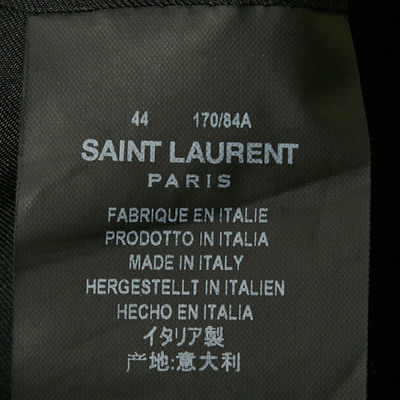 44 170/84A
SAINT LAURENT
PARIS
FABRIQUE EN ITALIE
PRODOTTO IN ITALIA
MADE IN ITALY
HERGESTELLT IN ITALIEN
HECHO EN ITALIA
イタリア製
产地:意大利